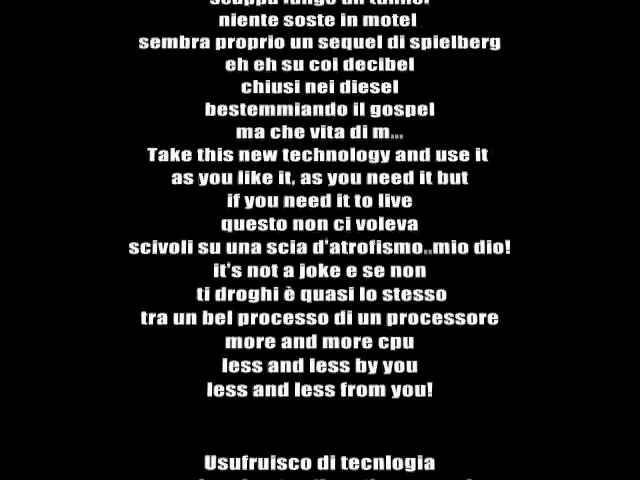 scappa lungo un tunnel
niente soste in motel
sembra proprio un sequel di spielberg
eh eh su coi decibel
chiusi nei diesel
bestemmiando il gospel
ma che vita di m...
Take this new technology and use it
as you like it, as you need it but
if you need it to live
questo non ci voleva
scivoli su una scia d'atrofismo..mio dio!
it's not a joke e se non
ti droghi è quasi lo stesso
tra un bel processo di un processore
more and more cpu
less and less by you
less and less from you!
Usufruisco di tecnlogia